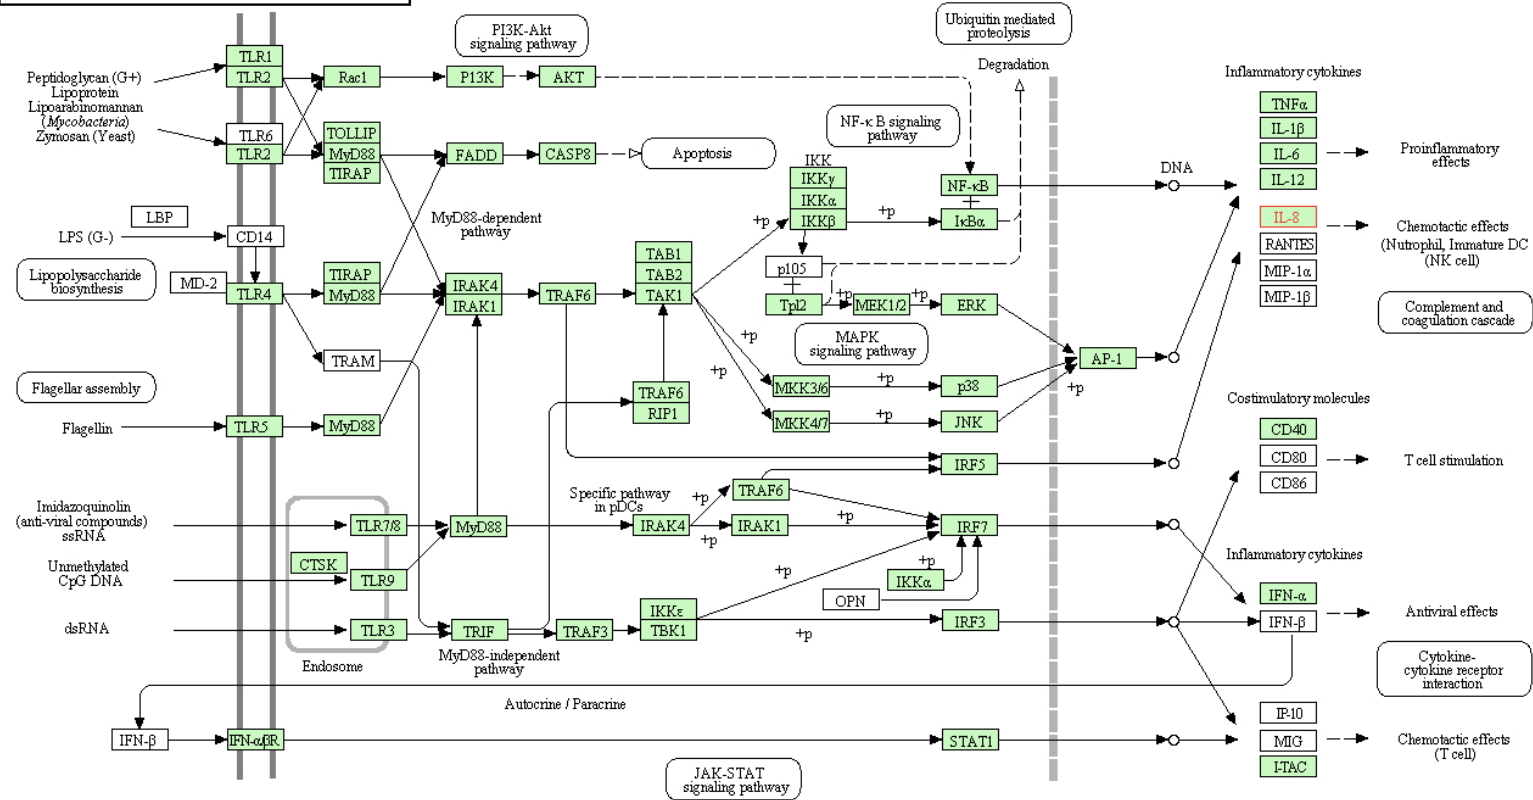 PI3K-Akt
signaling pathway
Ubiquitin mediated
proteolysis
Degradation
Inflammatory cytokines
TLR1
TLR2
Rac1
P13K
AKT
Peptidoglycan (G+)
Lipoprotein
Lipoarabinomannan
(Mycobacteria)
Zymosan (Yeast)
TNFα
IL-1β
IL-6
IL-12
Proinflammatory
effects
NF-κ B signaling
pathway
TLR6
TLR2
TOLLIP
MyD88
TIRAP
FADD
CASP8
Apoptosis
IKK
IKKγ
IKKα
IKKβ
+p
+p
NF-κB
IκBα
DNA
LBP
LPS (G-)
CD14
MyD88-dependent
pathway
IL-8
RANTES
MIP-1α
MIP-1β
Chemotactic effects
(Nutrophil, Immature DC
(NK cell)
Lipopolysaccharide
biosynthesis
MD-2
TLR4
TIRAP
MyD88
IRAK4
IRAK1
TRAF6
TAB1
TAB2
TAK1
p105
Tpl2
+p
MEK1/2
+p
ERK
Complement and
coagulation cascade
MAPK
signaling pathway
TRAM
+p
+p
AP-1
Flagellar assembly
TRAF6
RIP1
MKK3/6
+p
p38
+p
MKK4/7
+p
JNK
Flagellin
TLR5
MyD88
Costimulatory molecules
CD40
CD80
CD86
T cell stimulation
IRF5
TRAF6
Specific pathway
in pDCs
+p
Imidazoquinolin
(anti-viral compounds)
ssRNA
TLR7/8
MyD88
IRAK4
+p
IRAK1
+p
IRF7
Unmethylated
CpG DNA
CTSK
TLR9
+p
+p
IKKα
OPN
Inflammatory cytokines
IFN-α
IFN-β
Antiviral effects
dsRNA
TLR3
TRIF
TRAF3
IKKε
TBK1
+p
IRF3
Endosome
MyD88-independent
pathway
Cytokine-
cytokine receptor
interaction
Autocrine / Paracrine
IFN-β
IFN-α/βR
STAT1
IP-10
MIG
I-TAC
Chemotactic effects
(T cell)
JAK-STAT
signaling pathway